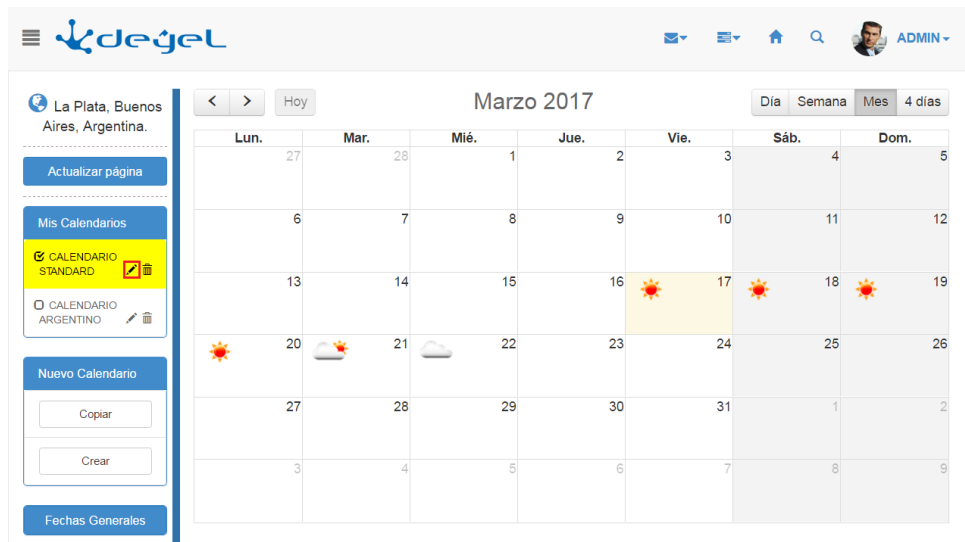 deyel
ADMIN
La Plata, Buenos
Aires, Argentina.
Actualizar página
Mis Calendarios
CALENDARIO
STANDARD
CALENDARIO
ARGENTINO
Nuevo Calendario
Copiar
Crear
Fechas Generales
Hoy
Marzo 2017
Día Semana Mes 4 días
Lun. Mar. Mié. Jue. Vie. Sáb. Dom.
27 28 1 2 3 4 5
6 7 8 9 10 11 12
13 14 15 16 17 18 19
20 21 22 23 24 25 26
27 28 29 30 31 1 2
3 4 5 6 7 8 9